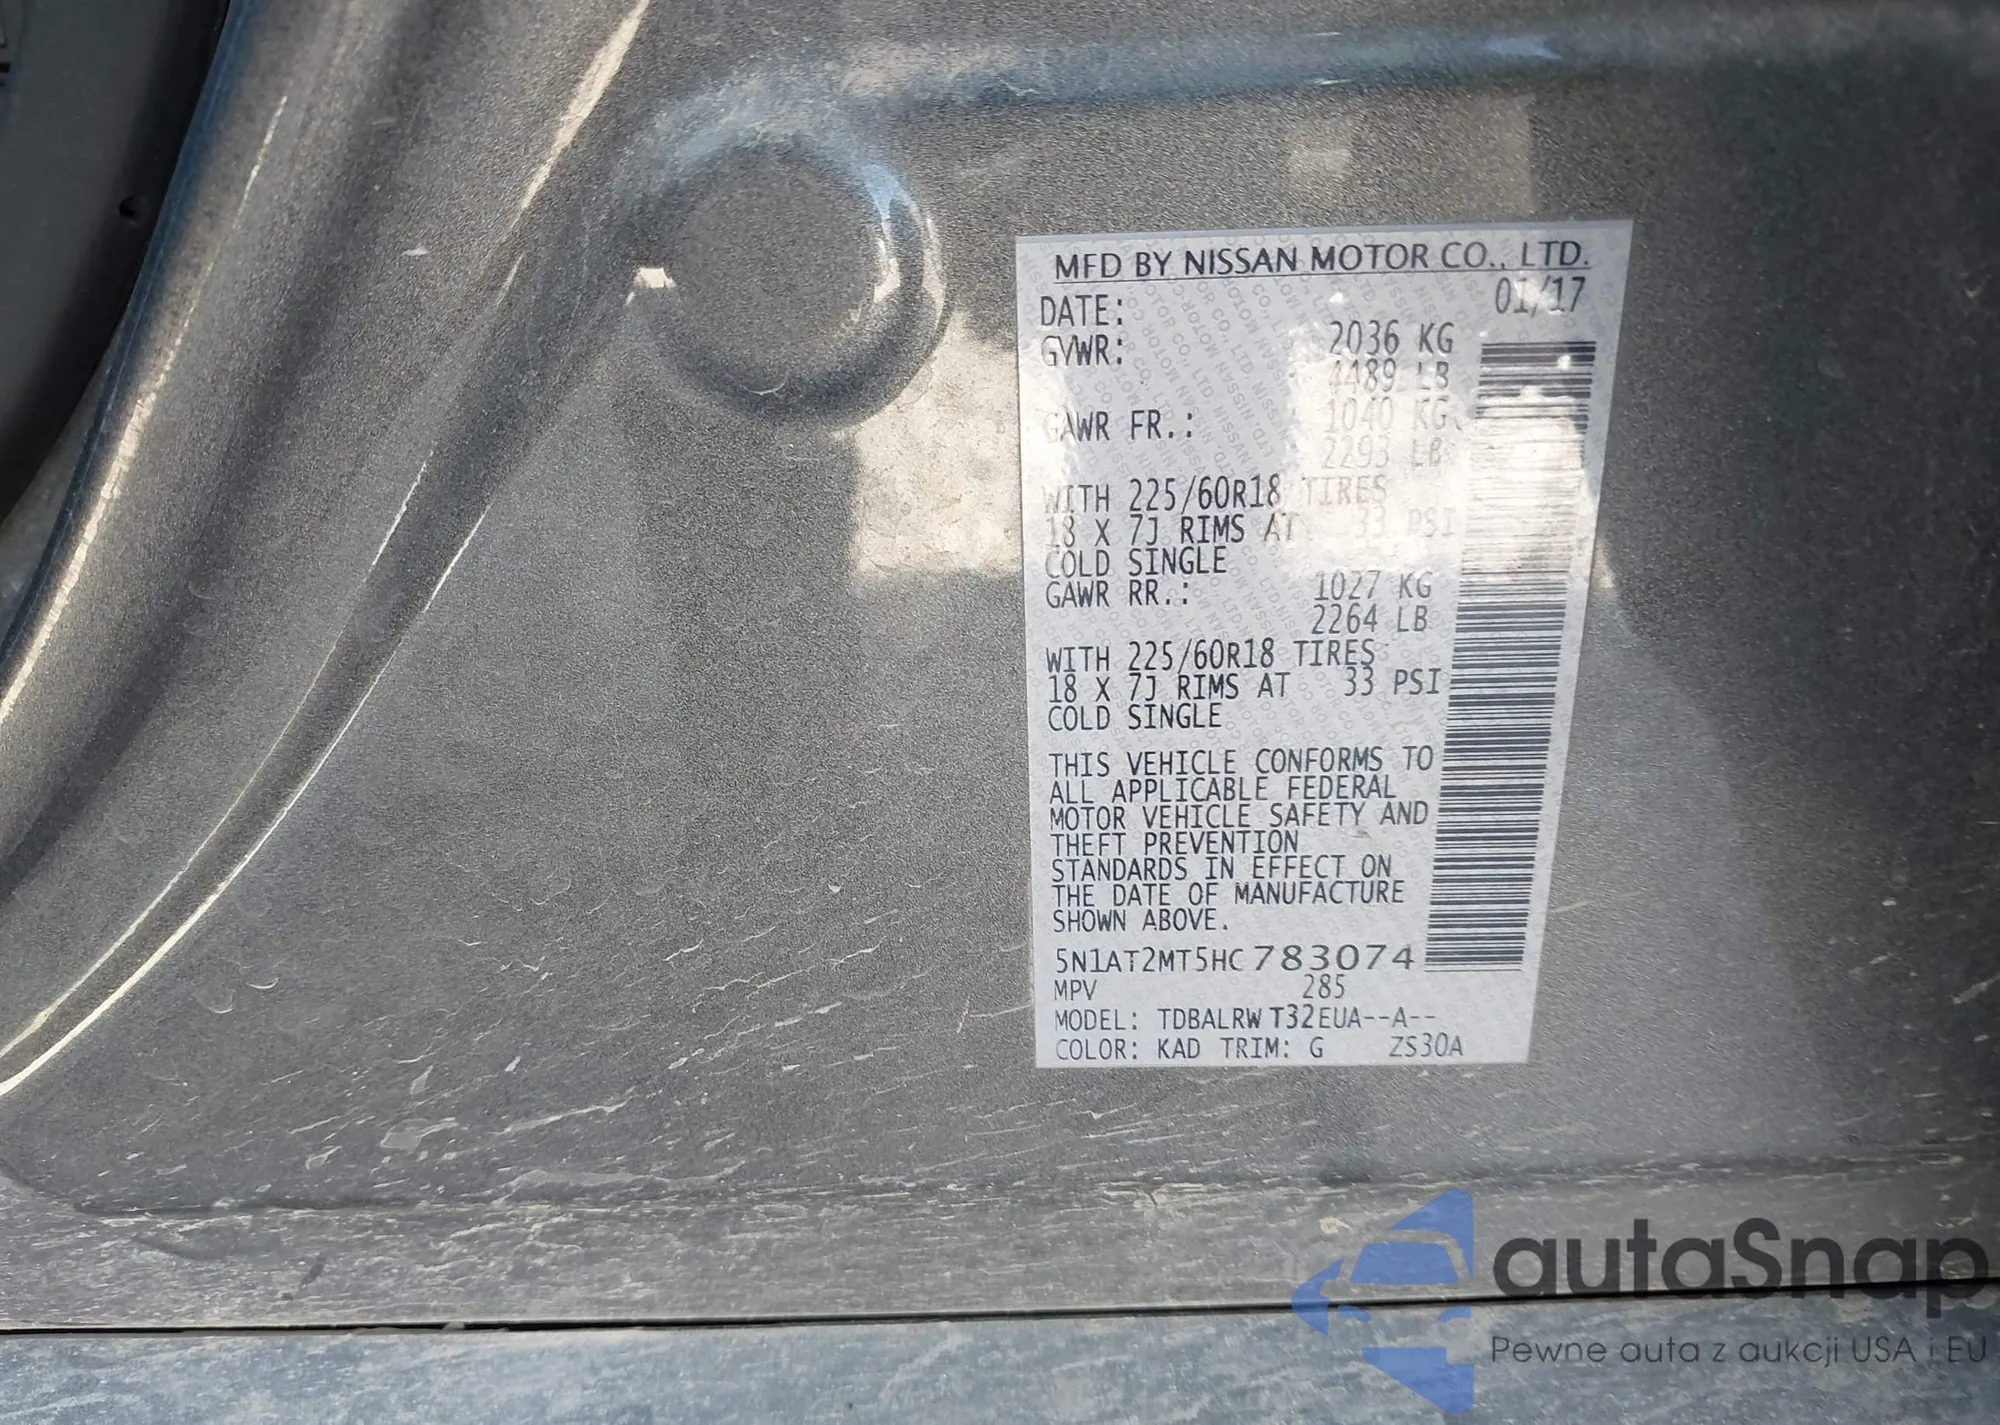 MFD BY NISSAN MOTOR CO., LTD.
DATE: 01/17
GVWR: 2036 KG
4489 LB
GAWR FR.: 1040 KG
2293 LB
WITH 225/60R18 TIRES
18 X 7J RIMS AT 33 PSI
COLD SINGLE
GAWR RR.: 1027 KG
2264 LB
WITH 225/60R18 TIRES
18 X 7J RIMS AT 33 PSI
COLD SINGLE
THIS VEHICLE CONFORMS TO
ALL APPLICABLE FEDERAL
MOTOR VEHICLE SAFETY AND
THEFT PREVENTION
STANDARDS IN EFFECT ON
THE DATE OF MANUFACTURE
SHOWN ABOVE.
5N1AT2MT5HC783074
MPV 285
MODEL: TDBALRW T32EUA--A--
COLOR: KAD TRIM: G ZS30A
autaSnap
Pewne auta z aukcji USA i EU